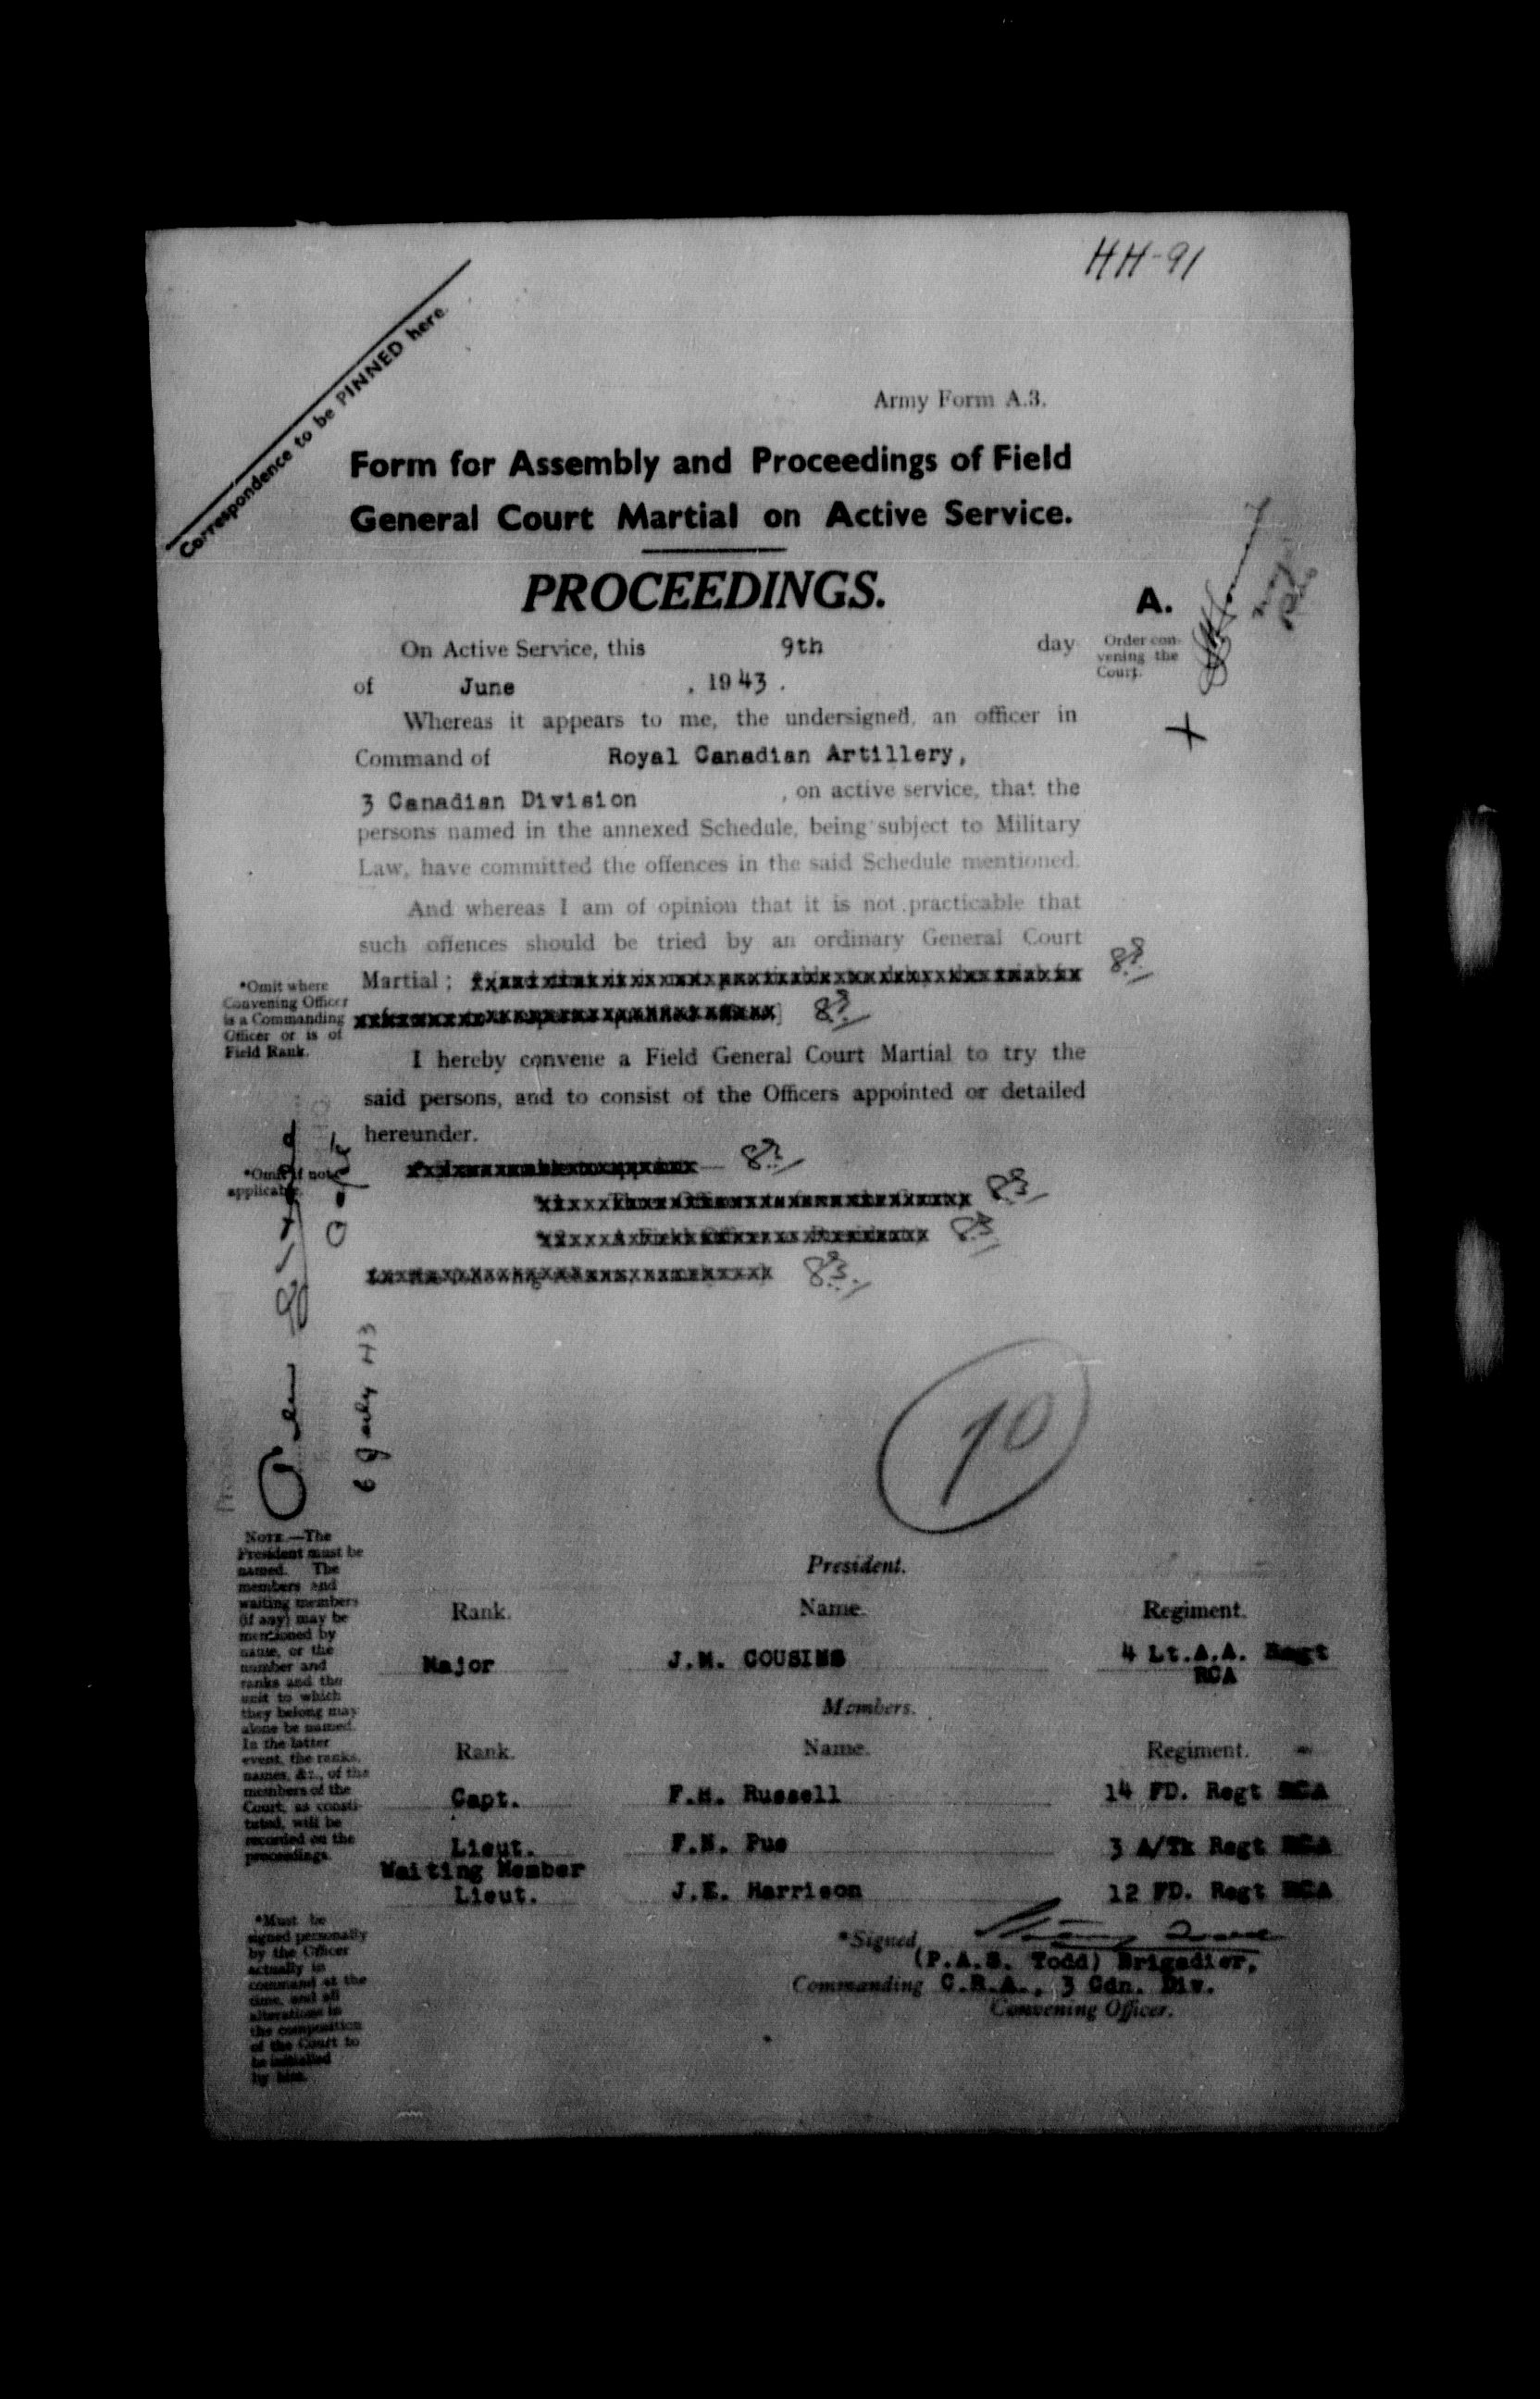 HH-91
Correspondence to be PINNED here.
Army Form A.3.
Form for Assembly and Proceedings of Field
General Court Martial on Active Service.
PROCEEDINGS.
A.
Order con-
vening the
Court.
On Active Service, this 9th day
of June , 1943 .
Whereas it appears to me, the undersigned, an officer in
Command of Royal Canadian Artillery,
3 Canadian Division , on active service, that the
persons named in the annexed Schedule, being subject to Military
Law, have committed the offences in the said Schedule mentioned.
And whereas I am of opinion that it is not practicable that
such offences should be tried by an ordinary General Court
Martial ;
*Omit where
Convening Officer
is a Commanding
Officer or is of
Field Rank.
I hereby convene a Field General Court Martial to try the
said persons, and to consist of the Officers appointed or detailed
hereunder.
*Omit if not
applicable.
6 July 43
10
NOTE.—The
President must be
named. The
members and
waiting members
(if any) may be
mentioned by
name, or the
number and
ranks and the
unit to which
they belong may
alone be named.
In the latter
event, the ranks,
names, &c., of the
members of the
Court, as consti-
tuted, will be
recorded on the
proceedings.
President.
Rank. Name. Regiment.
Major J.M. COUSINS 4 Lt.A.A. Regt
RCA
Members.
Rank. Name. Regiment.
Capt. F.H. Russell 14 FD. Regt RCA
Lieut. F.N. Pue 3 A/Tk Regt RCA
Waiting Member
Lieut. J.E. Harrison 12 FD. Regt RCA
*Must be
signed personally
by the Officer
actually in
command at the
time, and all
alterations in
the composition
of the Court to
be initialled
by him.
*Signed
(P.A.S. Todd) Brigadier,
Commanding C.R.A., 3 Cdn. Div.
Convening Officer.